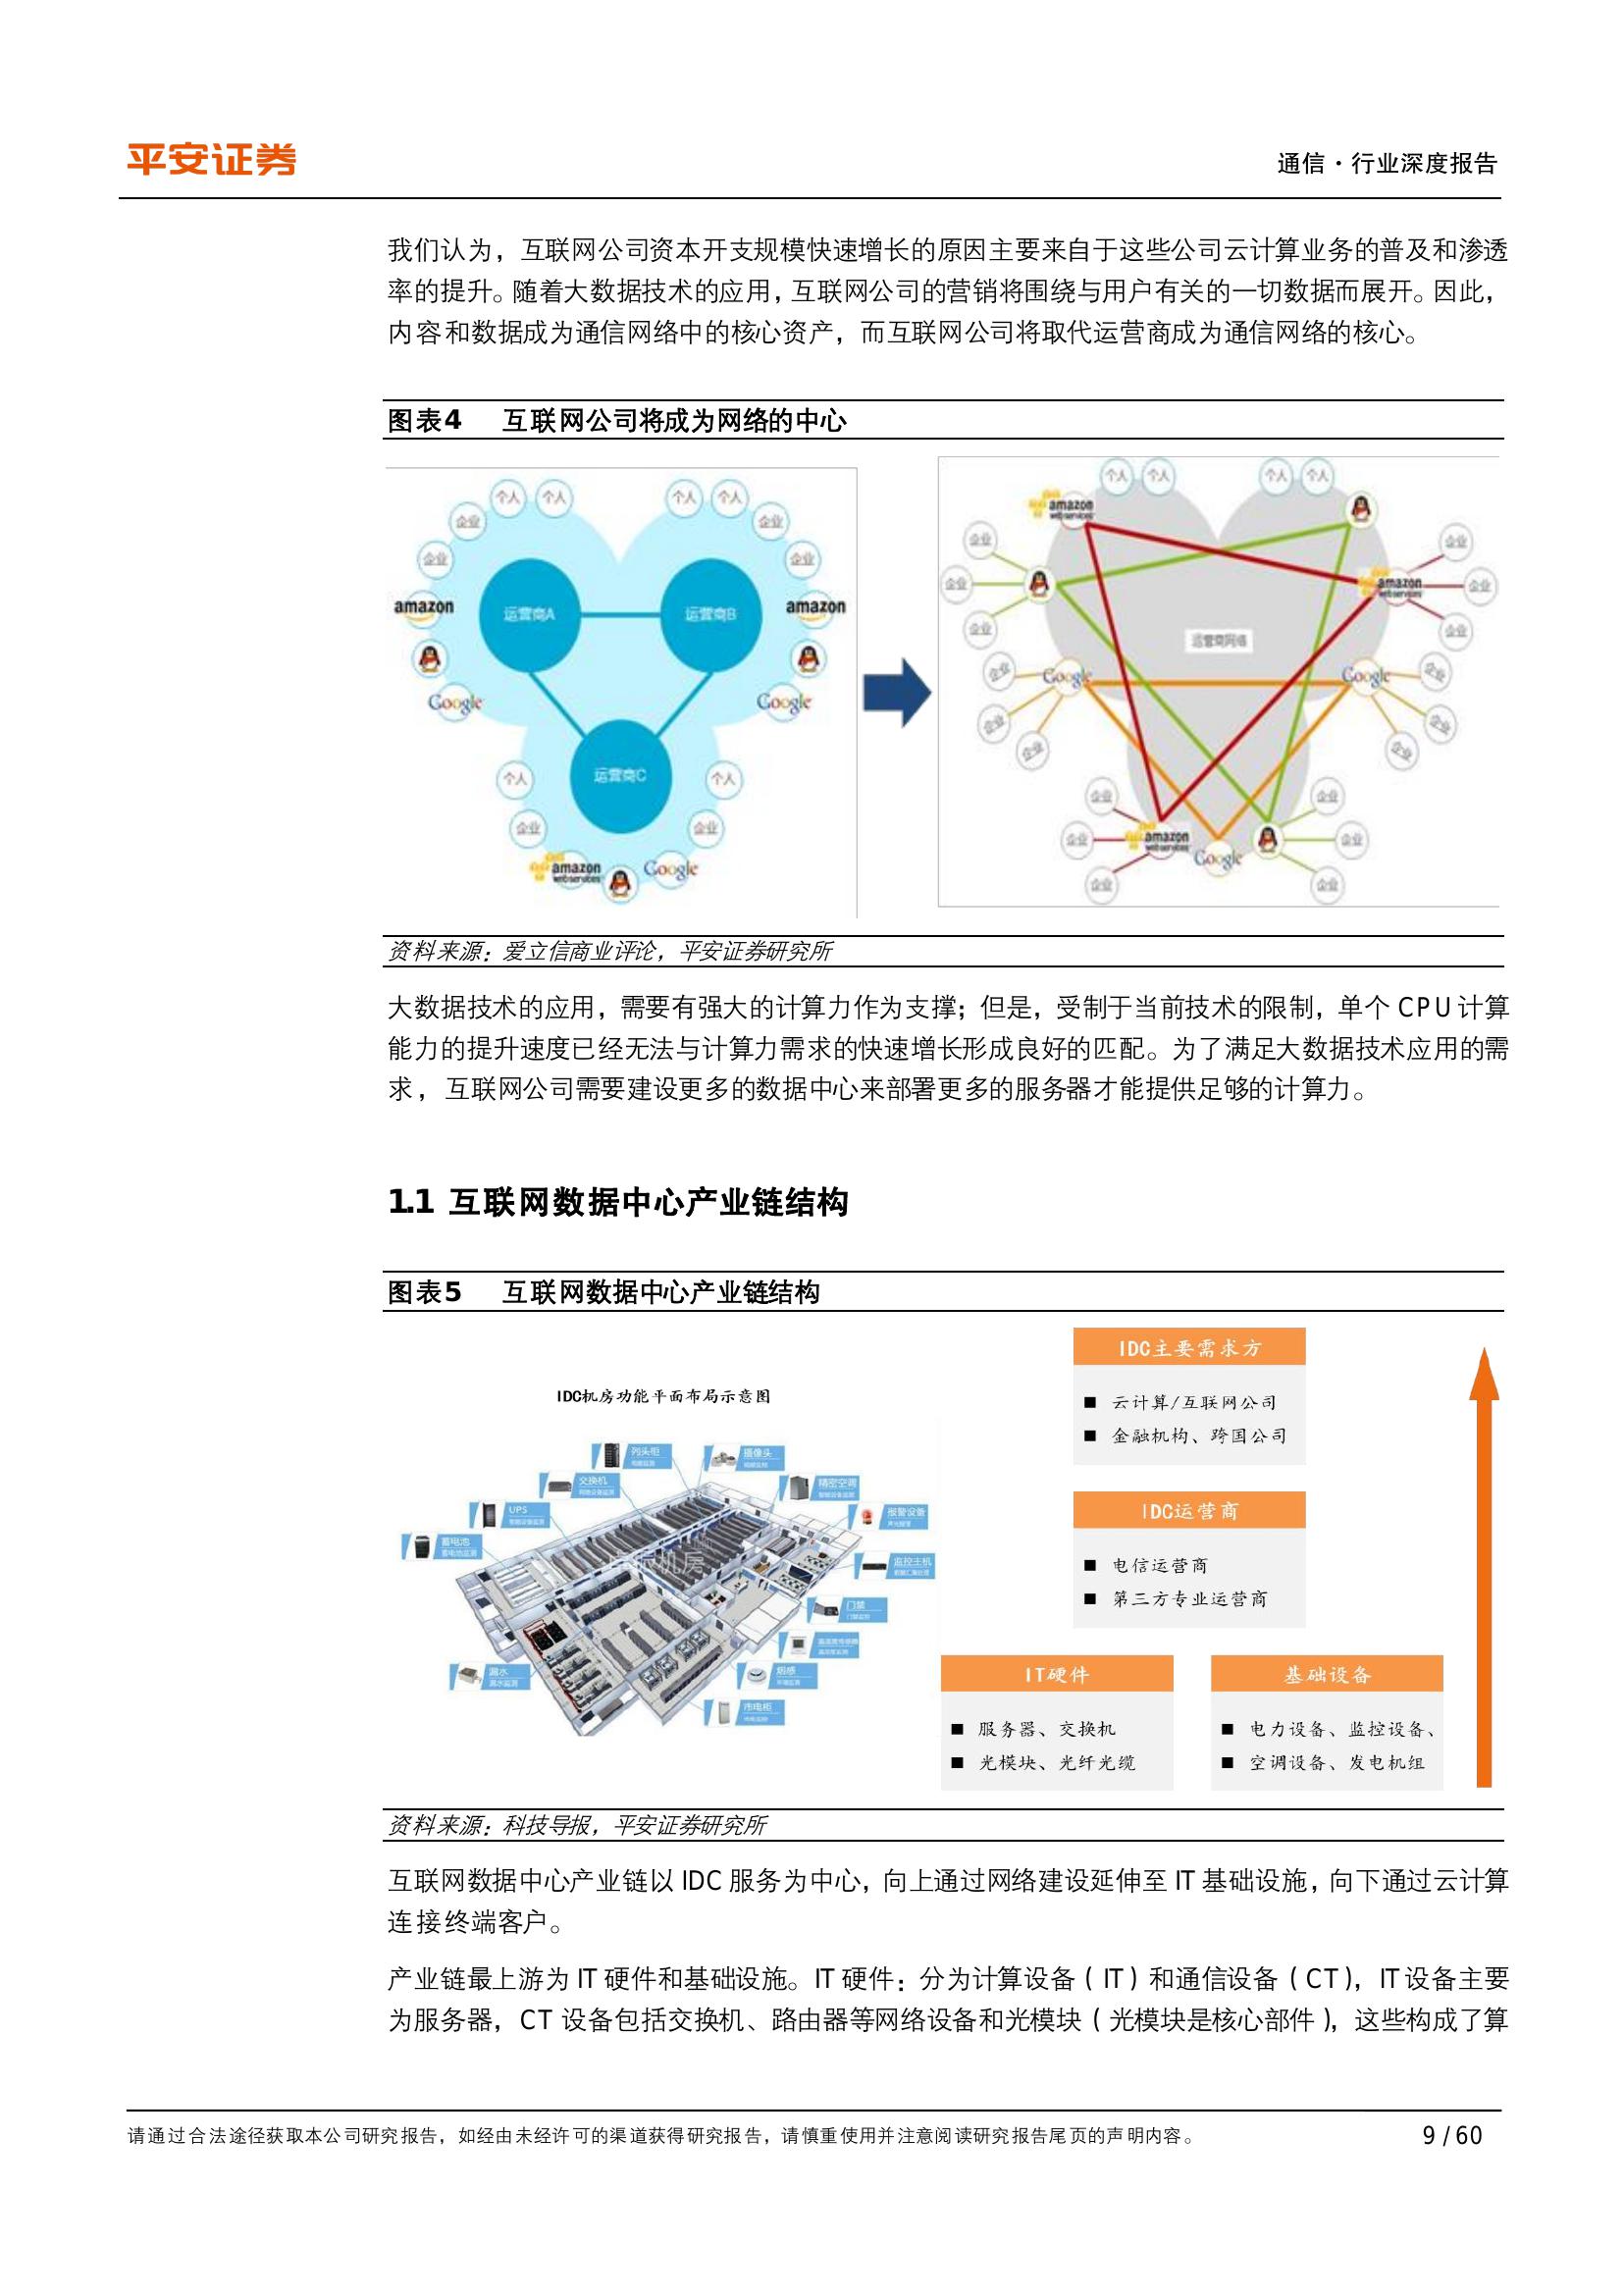 平安证券
通信·行业深度报告
我们认为，互联网公司资本开支规模快速增长的原因主要来自于这些公司云计算业务的普及和渗透
率的提升。随着大数据技术的应用，互联网公司的营销将围绕与用户有关的一切数据而展开。因此，
内容和数据成为通信网络中的核心资产，而互联网公司将取代运营商成为通信网络的核心。
图表4 互联网公司将成为网络的中心
个人 个人 个人 个人
企业 企业
企业 企业
amazon 运营商A 运营商B amazon
Google Google
个人 运营商C 个人
企业 企业
amazon webservices Google
个人 个人 个人 个人
amazon webservices
企业 企业
企业 amazon webservices 企业
企业 运营商网络 企业
企业 Google Google 企业
企业 企业
企业 企业
企业 企业
企业 amazon webservices Google 企业
企业 企业
资料来源：爱立信商业评论，平安证券研究所
大数据技术的应用，需要有强大的计算力作为支撑；但是，受制于当前技术的限制，单个 CPU 计算
能力的提升速度已经无法与计算力需求的快速增长形成良好的匹配。为了满足大数据技术应用的需
求，互联网公司需要建设更多的数据中心来部署更多的服务器才能提供足够的计算力。
1.1 互联网数据中心产业链结构
图表5 互联网数据中心产业链结构
IDC机房功能平面布局示意图
列头柜
摄像头
交换机
精密空调
UPS
报警设备
蓄电池
蓄电池监测
监控主机
门禁
烟感
漏水
漏水监测
市电柜
机房
IDC主要需求方
■ 云计算/互联网公司
■ 金融机构、跨国公司
IDC运营商
■ 电信运营商
■ 第三方专业运营商
IT硬件
■ 服务器、交换机
■ 光模块、光纤光缆
基础设备
■ 电力设备、监控设备、
■ 空调设备、发电机组
资料来源：科技导报，平安证券研究所
互联网数据中心产业链以 IDC 服务为中心，向上通过网络建设延伸至 IT 基础设施，向下通过云计算
连接终端客户。
产业链最上游为 IT 硬件和基础设施。IT 硬件：分为计算设备（IT）和通信设备（CT），IT 设备主要
为服务器，CT 设备包括交换机、路由器等网络设备和光模块（光模块是核心部件），这些构成了算
请通过合法途径获取本公司研究报告，如经由未经许可的渠道获得研究报告，请慎重使用并注意阅读研究报告尾页的声明内容。
9 / 60